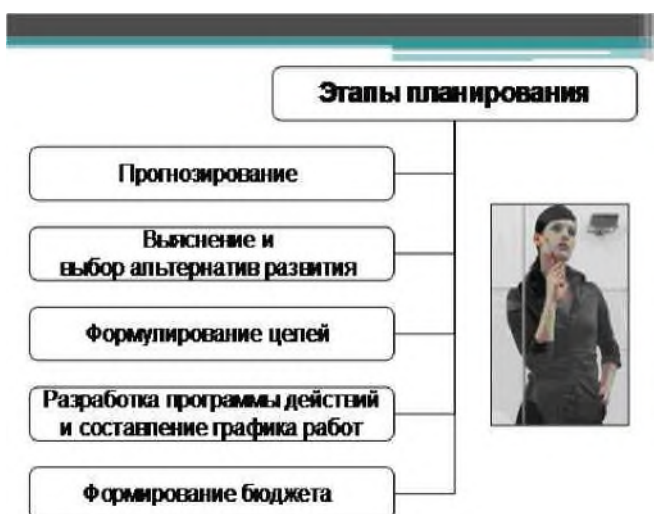 Этапы планирования
Прогнозирование
Выяснение и
выбор альтернатив развития
Формулирование целей
Разработка программы действий
и составление графика работ
Формирование бюджета